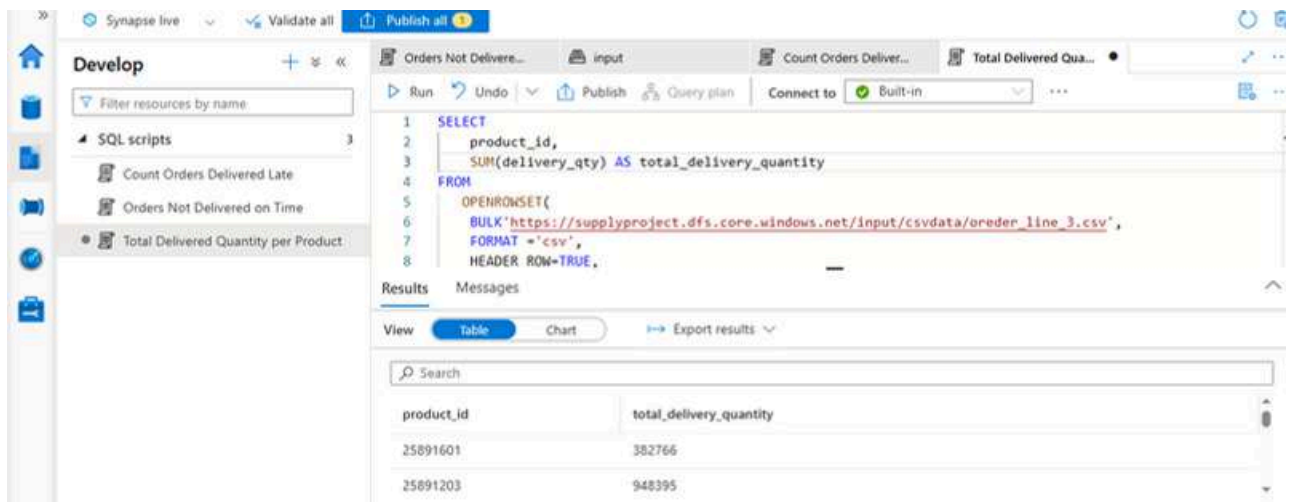 Synapse live Validate all Publish all 1
Develop
Filter resources by name
SQL scripts 3
Count Orders Delivered Late
Orders Not Delivered on Time
Total Delivered Quantity per Product
Orders Not Delivere... input Count Orders Deliver... Total Delivered Qua...
Run Undo Publish Query plan Connect to Built-in
1 SELECT
2 product_id,
3 SUM(delivery_qty) AS total_delivery_quantity
4 FROM
5 OPENROWSET(
6 BULK'https://supplyproject.dfs.core.windows.net/input/csvdata/oreder_line_3.csv',
7 FORMAT ='csv',
8 HEADER_ROW=TRUE,
Results Messages
View Table Chart Export results
Search
product_id total_delivery_quantity
25891601 382766
25891203 948395